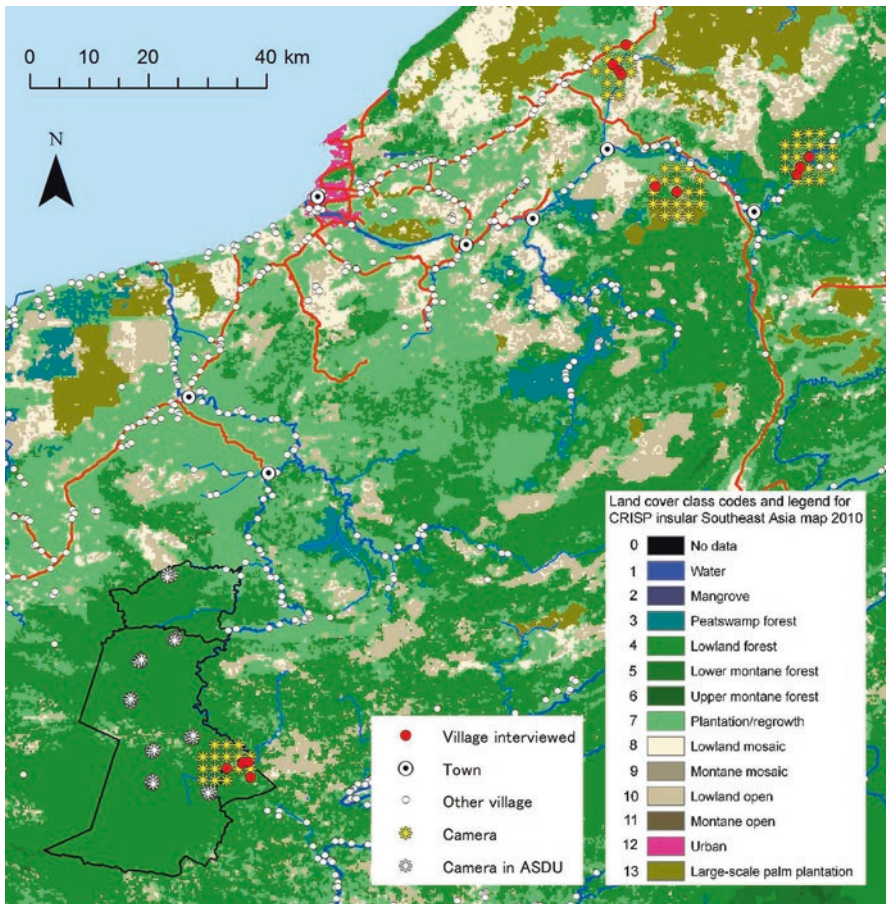 0 10 20 40 km
N
Land cover class codes and legend for
CRISP insular Southeast Asia map 2010
0 No data
1 Water
2 Mangrove
3 Peatswamp forest
4 Lowland forest
5 Lower montane forest
6 Upper montane forest
7 Plantation/regrowth
8 Lowland mosaic
9 Montane mosaic
10 Lowland open
11 Montane open
12 Urban
13 Large-scale palm plantation
Village interviewed
Town
Other village
Camera
Camera in ASDU